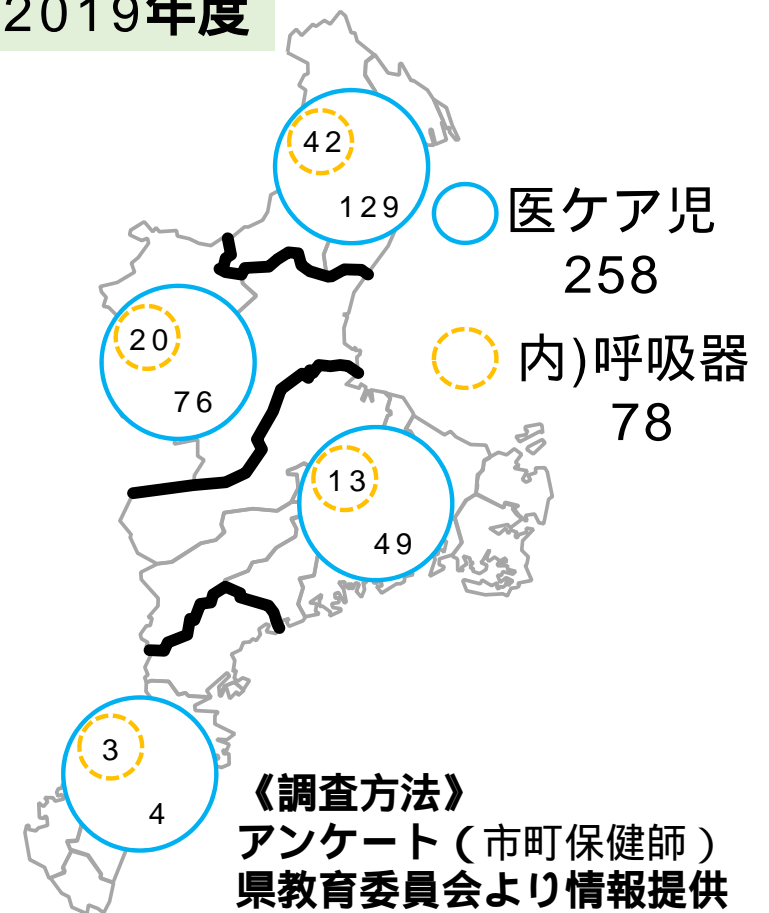 2019年度
42
129
医ケア児
258
20
76
内)呼吸器
78
13
49
3
4
《調査方法》
アンケート（市町保健師）
県教育委員会より情報提供